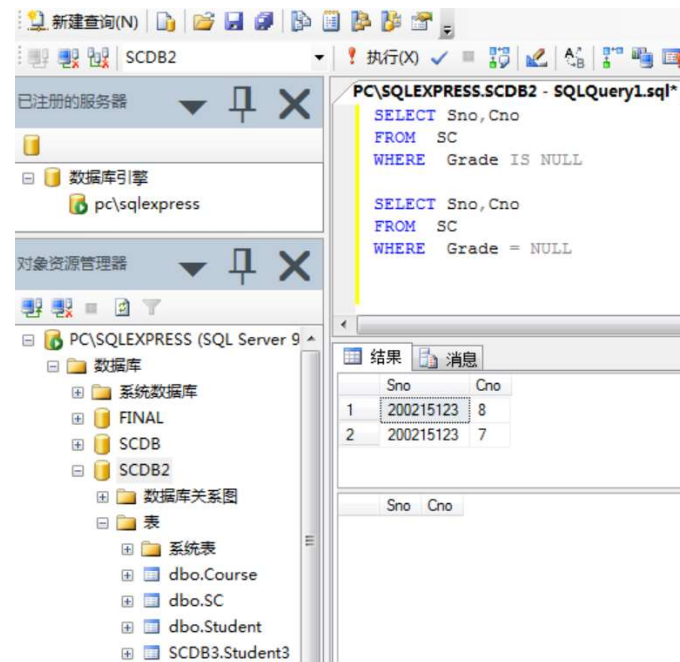 新建查询(N)
SCDB2
执行(X)
已注册的服务器
数据库引擎
pc\sqlexpress
对象资源管理器
PC\SQLEXPRESS (SQL Server 9
数据库
系统数据库
FINAL
SCDB
SCDB2
数据库关系图
表
系统表
dbo.Course
dbo.SC
dbo.Student
SCDB3.Student3
PC\SQLEXPRESS.SCDB2 - SQLQuery1.sql*
SELECT Sno,Cno
FROM SC
WHERE Grade IS NULL
SELECT Sno,Cno
FROM SC
WHERE Grade = NULL
结果 消息
Sno Cno
1 200215123 8
2 200215123 7
Sno Cno